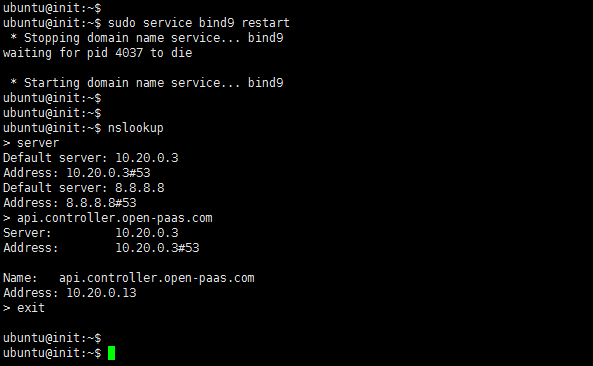 ubuntu@init:~$
ubuntu@init:~$ sudo service bind9 restart
 * Stopping domain name service... bind9
waiting for pid 4037 to die

 * Starting domain name service... bind9
ubuntu@init:~$
ubuntu@init:~$
ubuntu@init:~$ nslookup
> server
Default server: 10.20.0.3
Address: 10.20.0.3#53
Default server: 8.8.8.8
Address: 8.8.8.8#53
> api.controller.open-paas.com
Server:         10.20.0.3
Address:        10.20.0.3#53

Name:   api.controller.open-paas.com
Address: 10.20.0.13
> exit

ubuntu@init:~$
ubuntu@init:~$